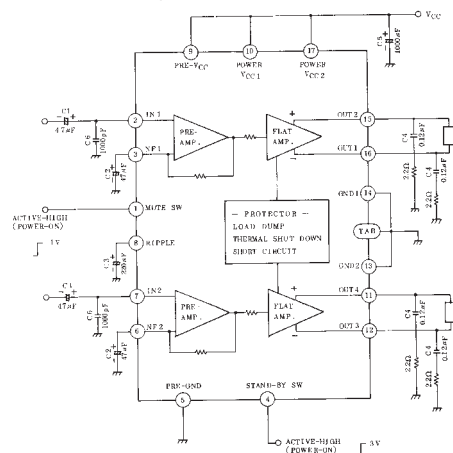 VCC
C5
1000μF
9
10
17
PRE-VCC
POWER
VCC1
POWER
VCC2
C1
47μF
C6
1000pF
2
IN1
PRE-
AMP.
FLAT
AMP.
OUT2
15
C4
0.12μF
2.2Ω
C4
0.12μF
2.2Ω
3
NF1
C2
47μF
OUT1
16
1
MUTE SW
ACTIVE-HIGH
(POWER-ON)
1V
GND1
14
- PROTECTOR -
LOAD DUMP
THERMAL SHUT DOWN
SHORT CIRCUIT
TAB
8
RIPPLE
C3
220μF
GND2
13
C1
47μF
C6
1000pF
7
IN2
PRE-
AMP.
FLAT
AMP.
OUT4
11
C4
0.12μF
2.2Ω
C4
0.12μF
2.2Ω
6
NF2
C2
47μF
OUT3
12
PRE-GND
STAND-BY SW
5
4
ACTIVE-HIGH
(POWER-ON)
3V